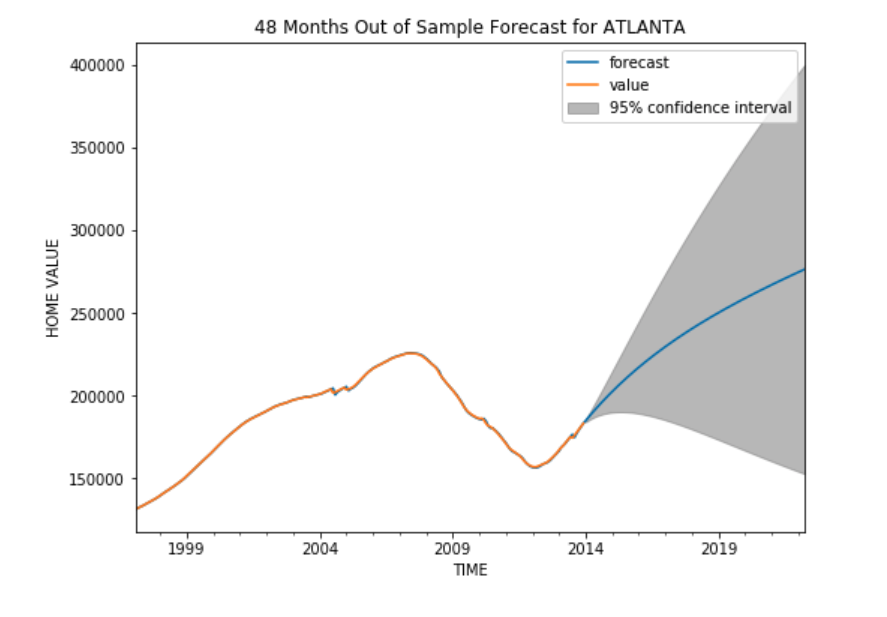 48 Months Out of Sample Forecast for ATLANTA
forecast
value
95% confidence interval
400000
350000
300000
250000
200000
150000
HOME VALUE
1999
2004
2009
2014
2019
TIME